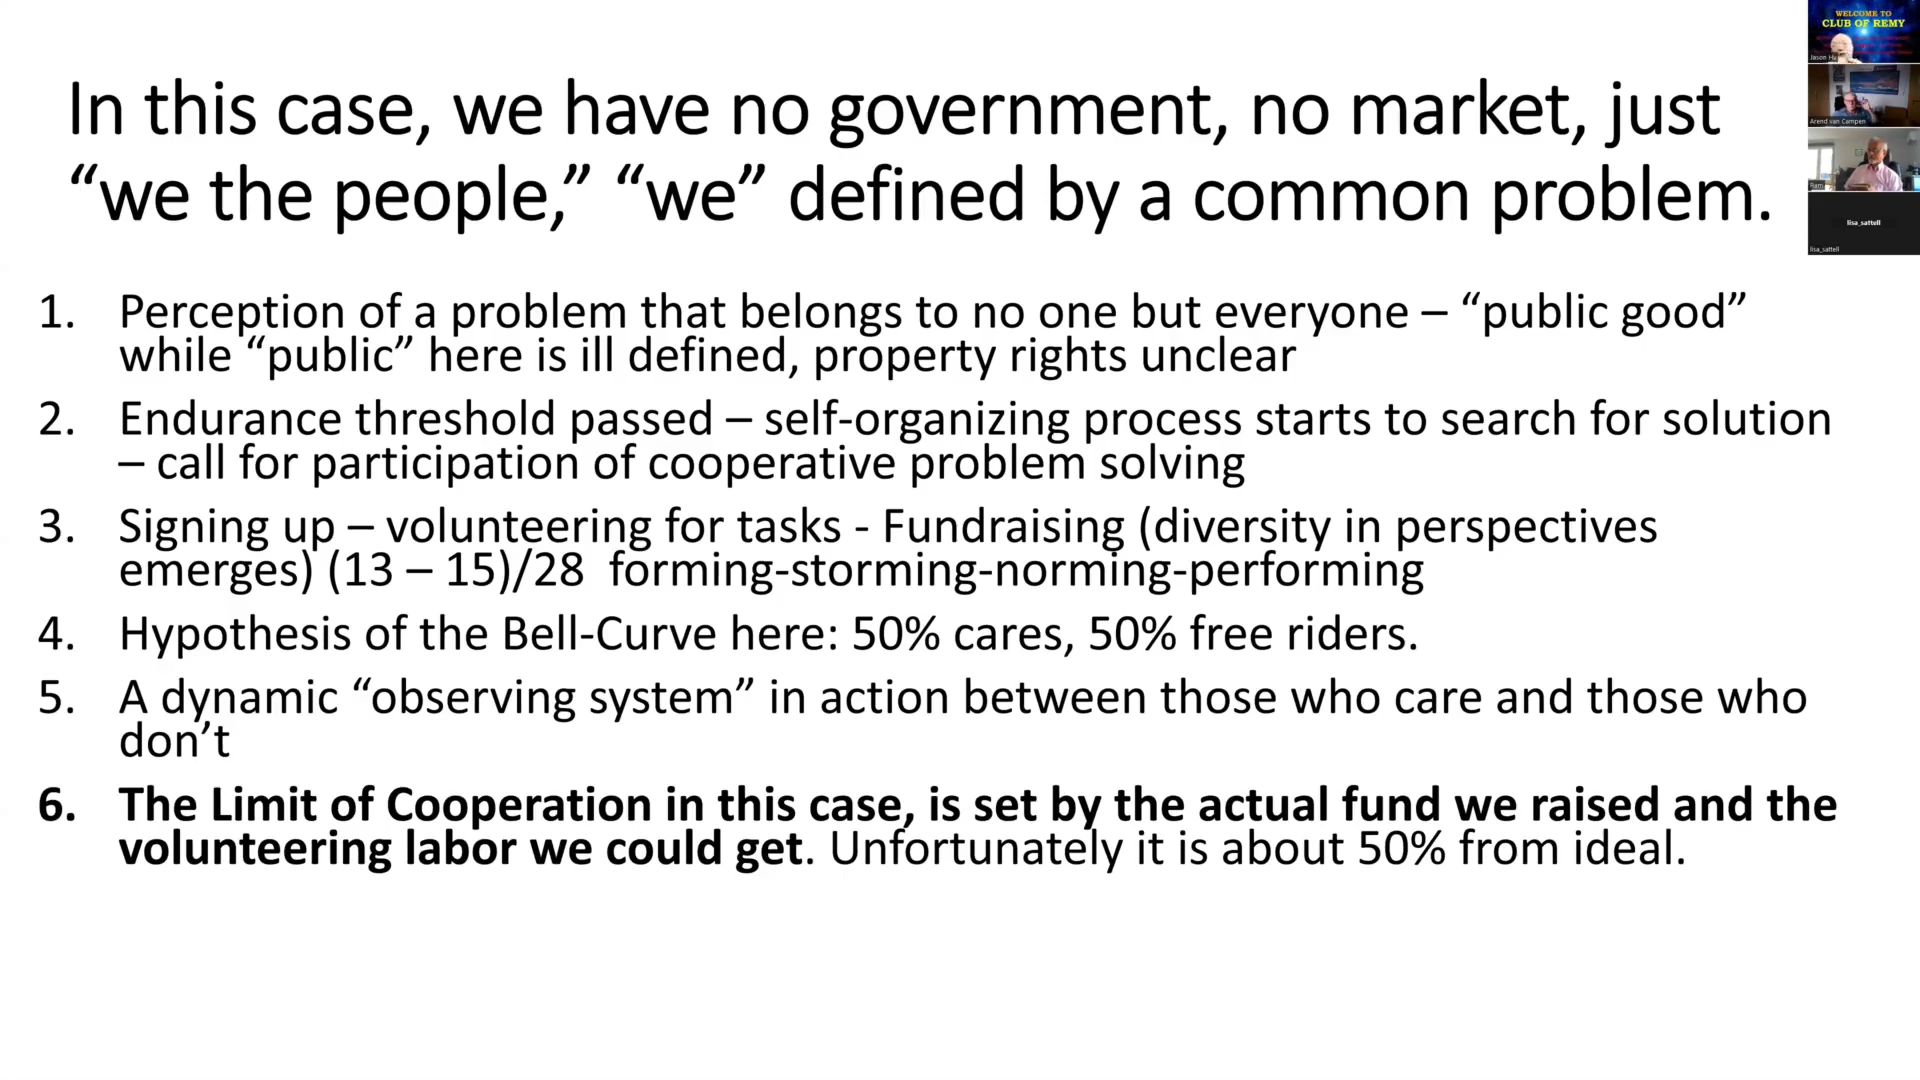 In this case, we have no government, no market, just
“we the people,” “we” defined by a common problem.
1. Perception of a problem that belongs to no one but everyone – “public good”
while “public” here is ill defined, property rights unclear
2. Endurance threshold passed – self-organizing process starts to search for solution
– call for participation of cooperative problem solving
3. Signing up – volunteering for tasks - Fundraising (diversity in perspectives
emerges) (13 – 15)/28 forming-storming-norming-performing
4. Hypothesis of the Bell-Curve here: 50% cares, 50% free riders.
5. A dynamic “observing system” in action between those who care and those who
don’t
6. The Limit of Cooperation in this case, is set by the actual fund we raised and the
volunteering labor we could get. Unfortunately it is about 50% from ideal.
WELCOME TO
CLUB OF REMY
Jason
Arend van Campen
lisa_sattell
lisa_sattell